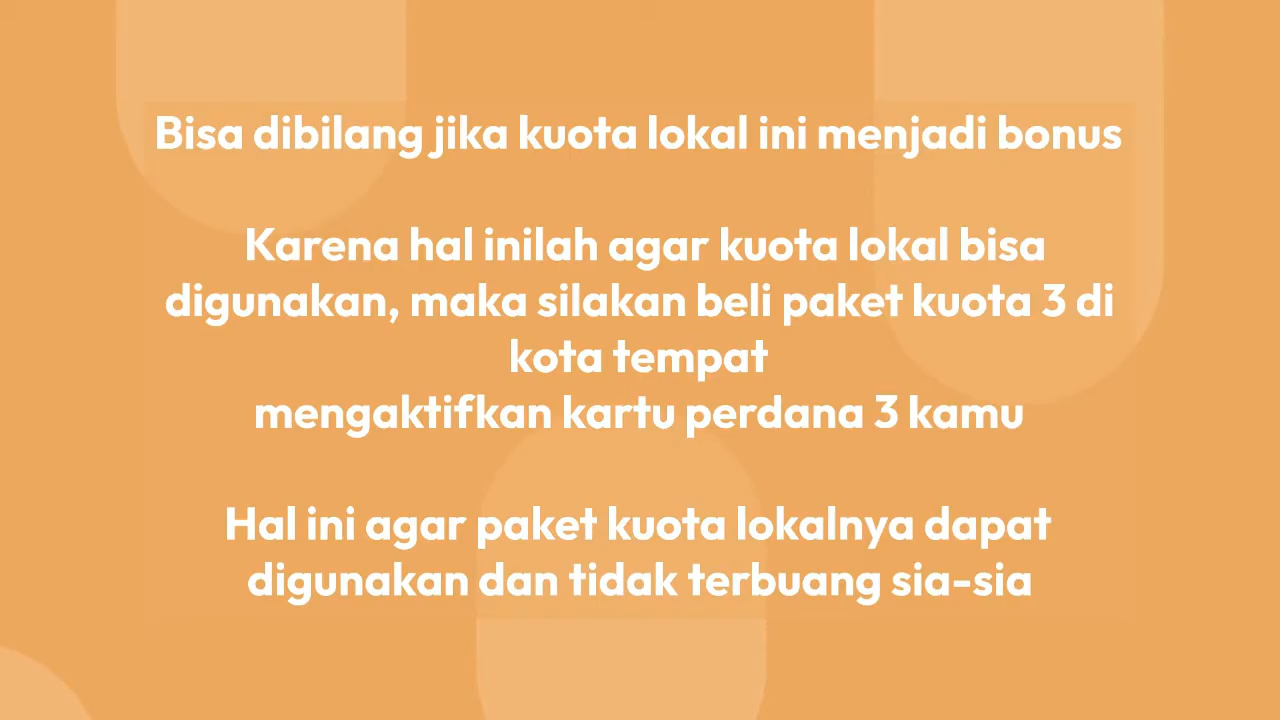 Bisa dibilang jika kuota lokal ini menjadi bonus
Karena hal inilah agar kuota lokal bisa
digunakan, maka silakan beli paket kuota 3 di
kota tempat
mengaktifkan kartu perdana 3 kamu
Hal ini agar paket kuota lokalnya dapat
digunakan dan tidak terbuang sia-sia